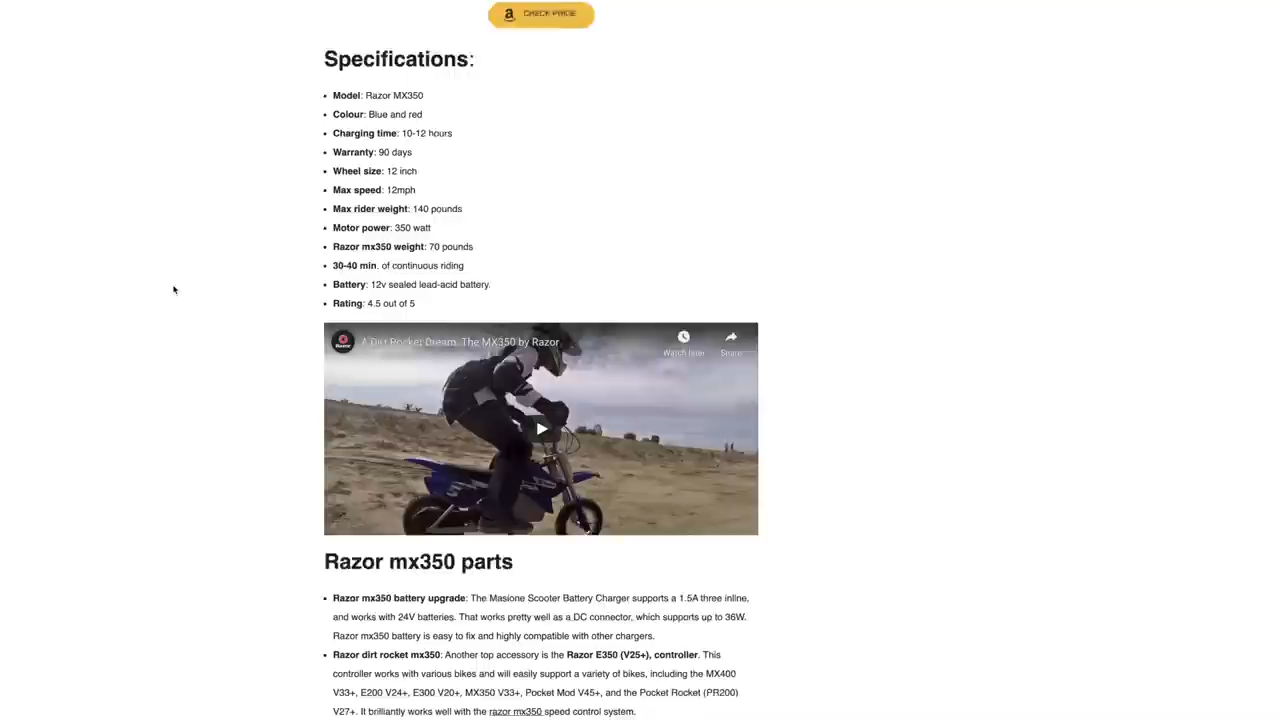 CHECK PRICE
Specifications:
Model: Razor MX350
Colour: Blue and red
Charging time: 10-12 hours
Warranty: 90 days
Wheel size: 12 inch
Max speed: 12mph
Max rider weight: 140 pounds
Motor power: 350 watt
Razor mx350 weight: 70 pounds
30-40 min. of continuous riding
Battery: 12v sealed lead-acid battery.
Rating: 4.5 out of 5
A Dirt Rocket Dream. The MX350 by Razor
Watch later
Share
Razor mx350 parts
Razor mx350 battery upgrade: The Masione Scooter Battery Charger supports a 1.5A three inline,
and works with 24V batteries. That works pretty well as a DC connector, which supports up to 36W.
Razor mx350 battery is easy to fix and highly compatible with other chargers.
Razor dirt rocket mx350: Another top accessory is the Razor E350 (V25+), controller. This
controller works with various bikes and will easily support a variety of bikes, including the MX400
V33+, E200 V24+, E300 V20+, MX350 V33+, Pocket Mod V45+, and the Pocket Rocket (PR200)
V27+. It brilliantly works well with the razor mx350 speed control system.